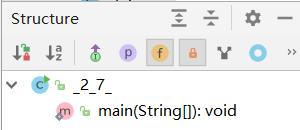 Structure
_2_7_
main(String[]): void